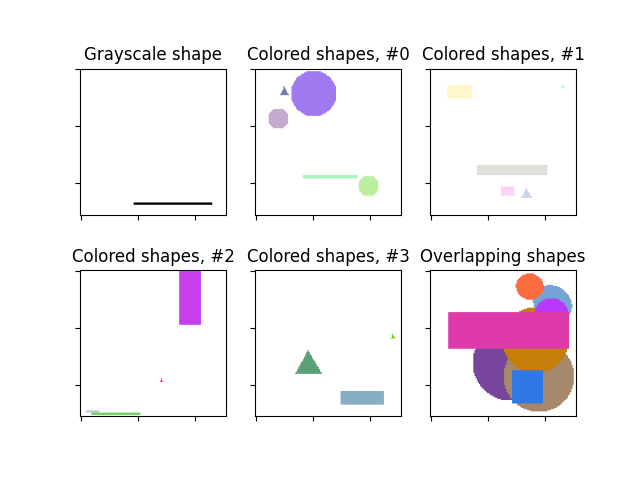 Grayscale shape
Colored shapes, #0
Colored shapes, #1
Colored shapes, #2
Colored shapes, #3
Overlapping shapes